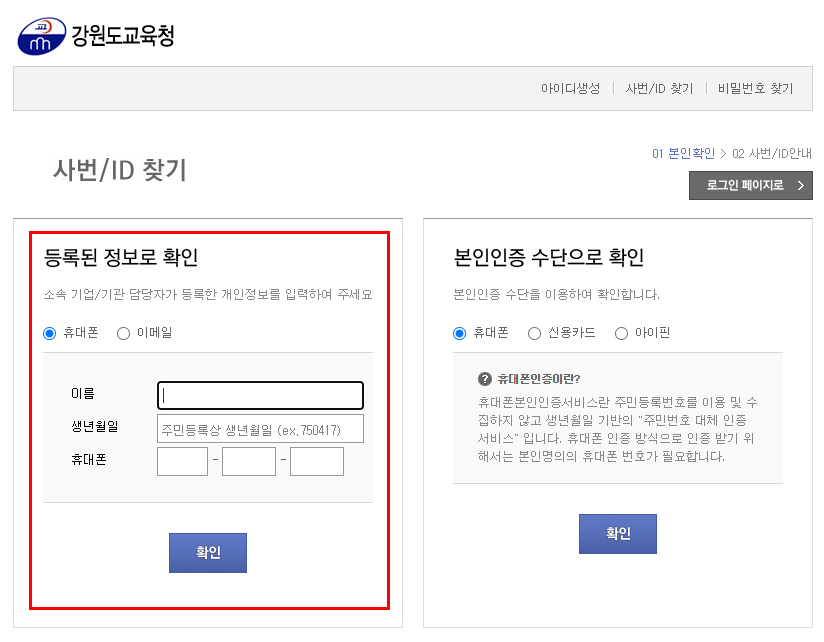 강원도교육청
아이디생성 | 사번/ID 찾기 | 비밀번호 찾기
01 본인확인 > 02 사번/ID안내
사번/ID 찾기
로그인 페이지로 >
등록된 정보로 확인
소속 기업/기관 담당자가 등록한 개인정보를 입력하여 주세요
휴대폰 이메일
이름
생년월일 주민등록상 생년월일 (ex.750417)
휴대폰 - -
확인
본인인증 수단으로 확인
본인인증 수단을 이용하여 확인합니다.
휴대폰 신용카드 아이핀
? 휴대폰인증이란?
휴대폰본인인증서비스란 주민등록번호를 이용 및 수
집하지 않고 생년월일 기반의 "주민번호 대체 인증
서비스" 입니다. 휴대폰 인증 방식으로 인증 받기 위
해서는 본인명의의 휴대폰 번호가 필요합니다.
확인